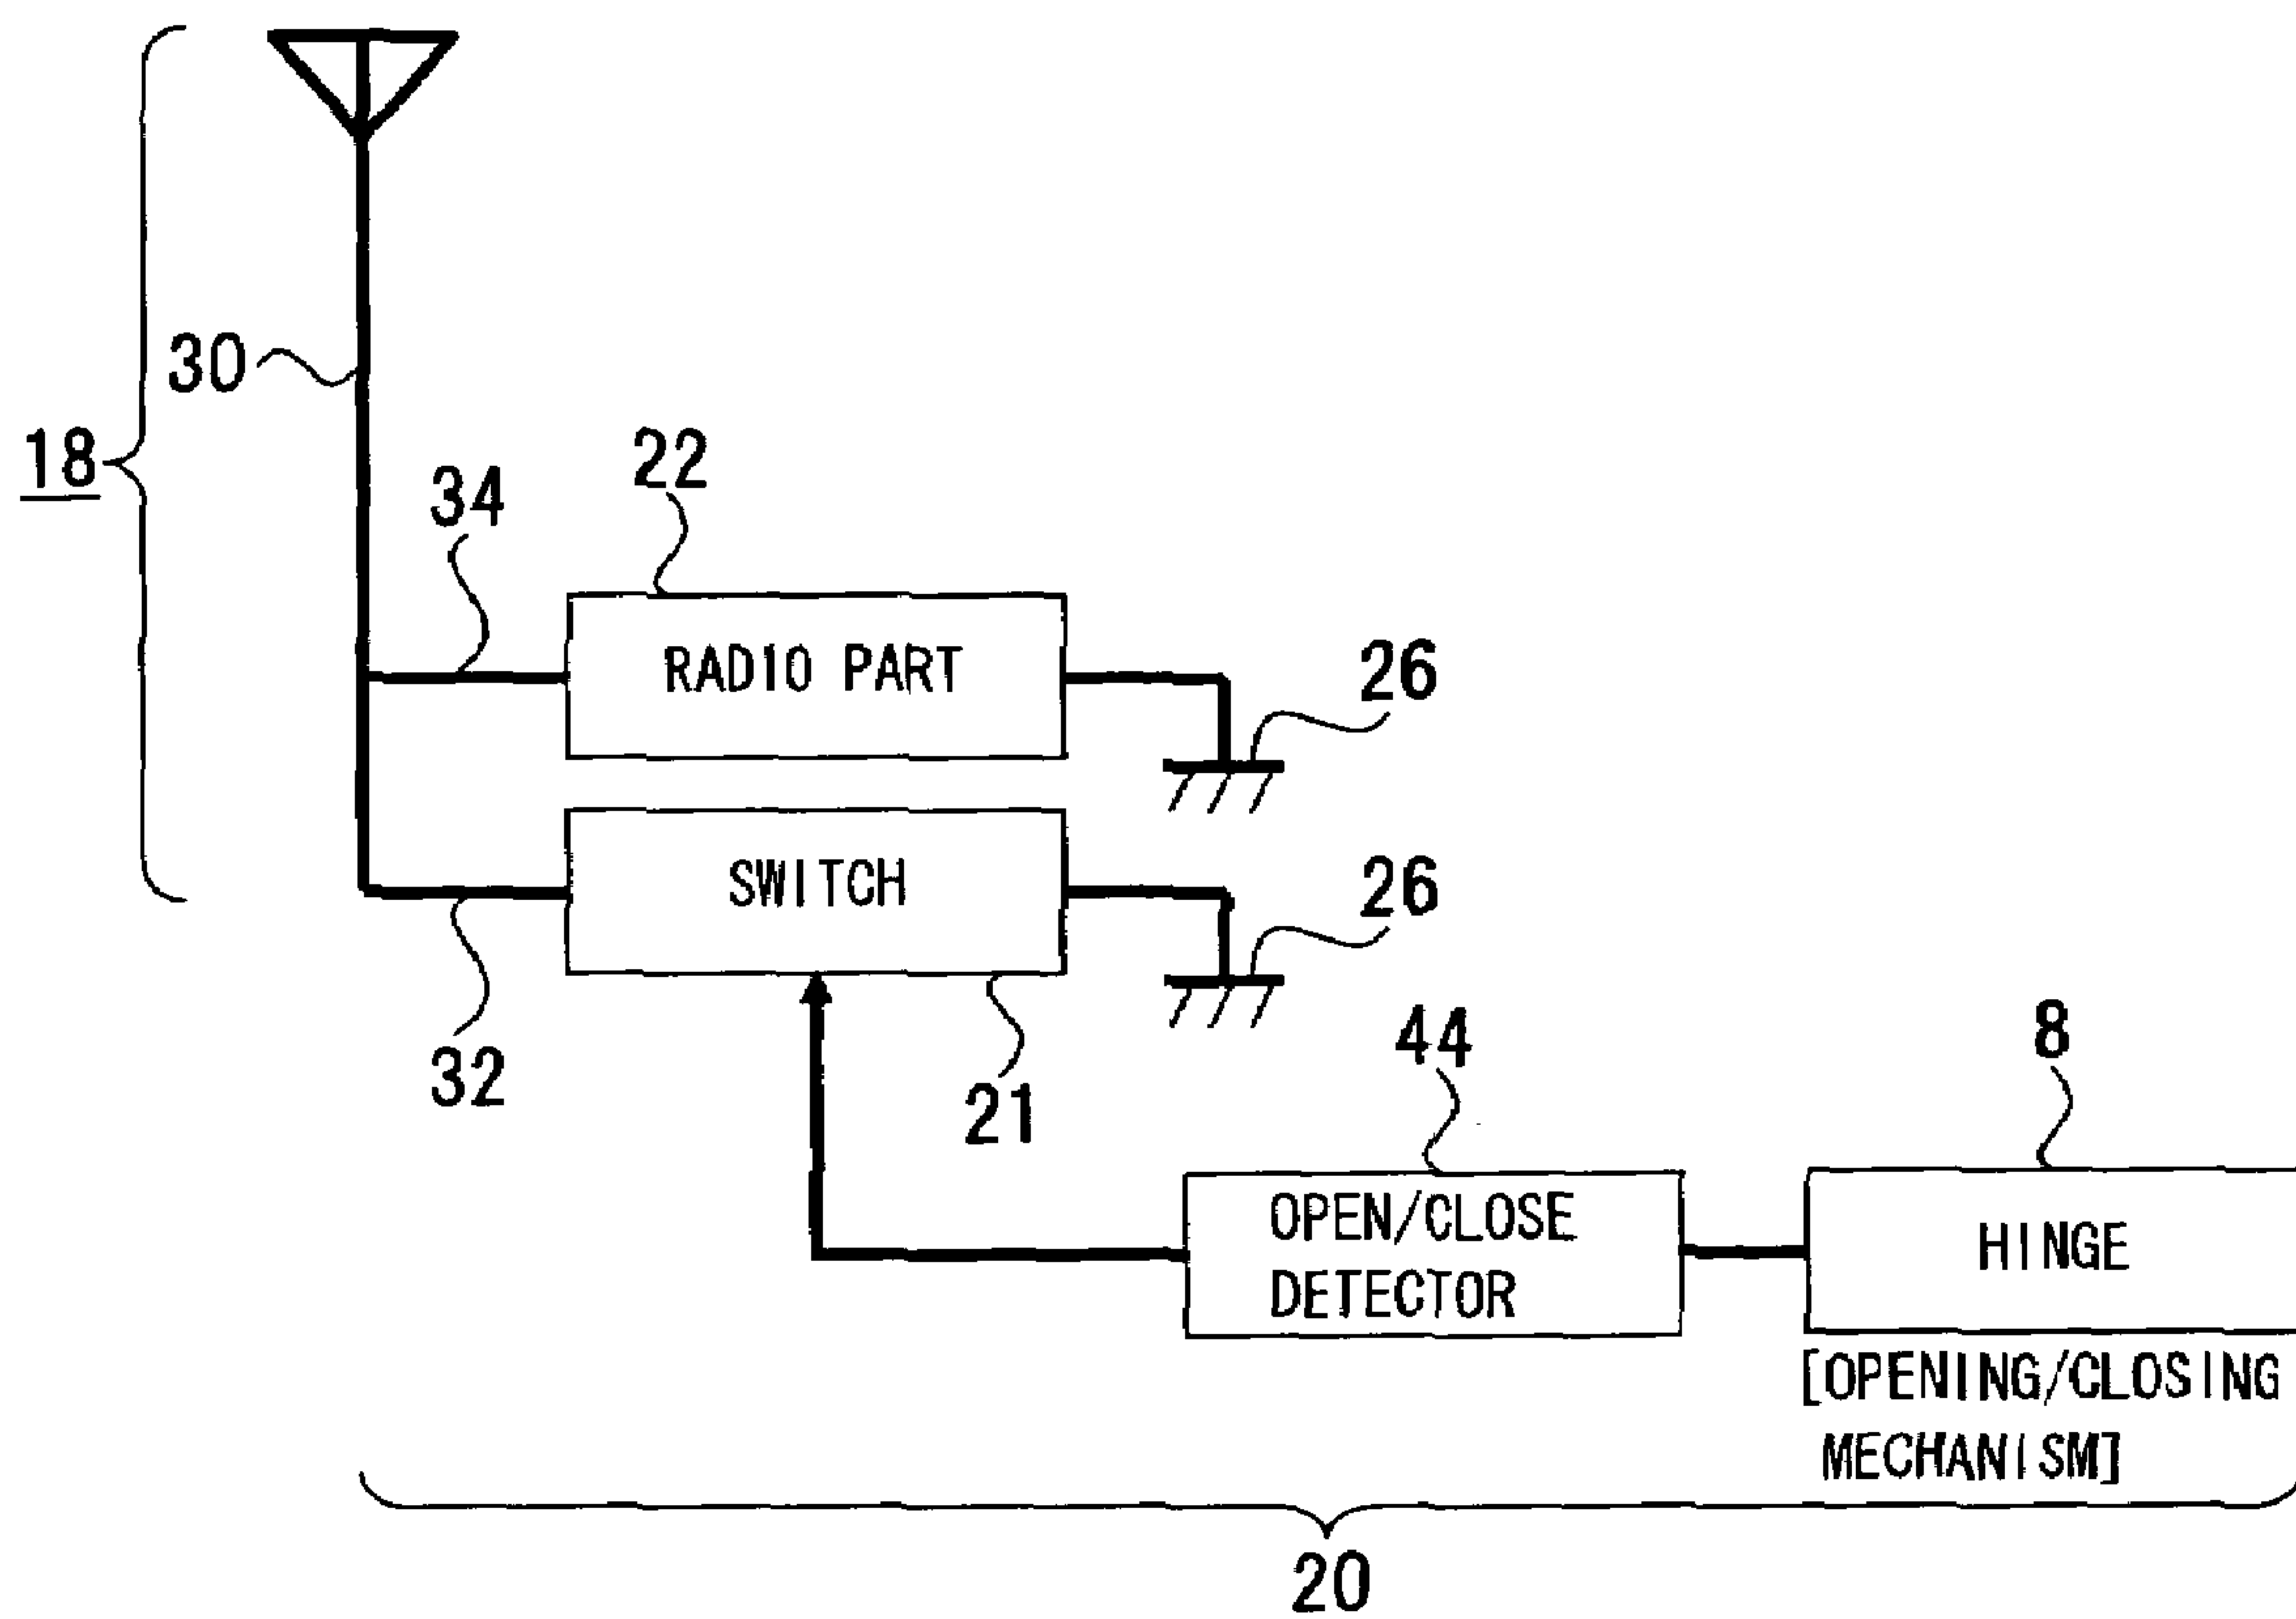 30
18
34
22
RADIO PART
26
SWITCH
26
32
21
44
8
OPEN/CLOSE
DETECTOR
HINGE
[OPENING/CLOSING
MECHANISM]
20